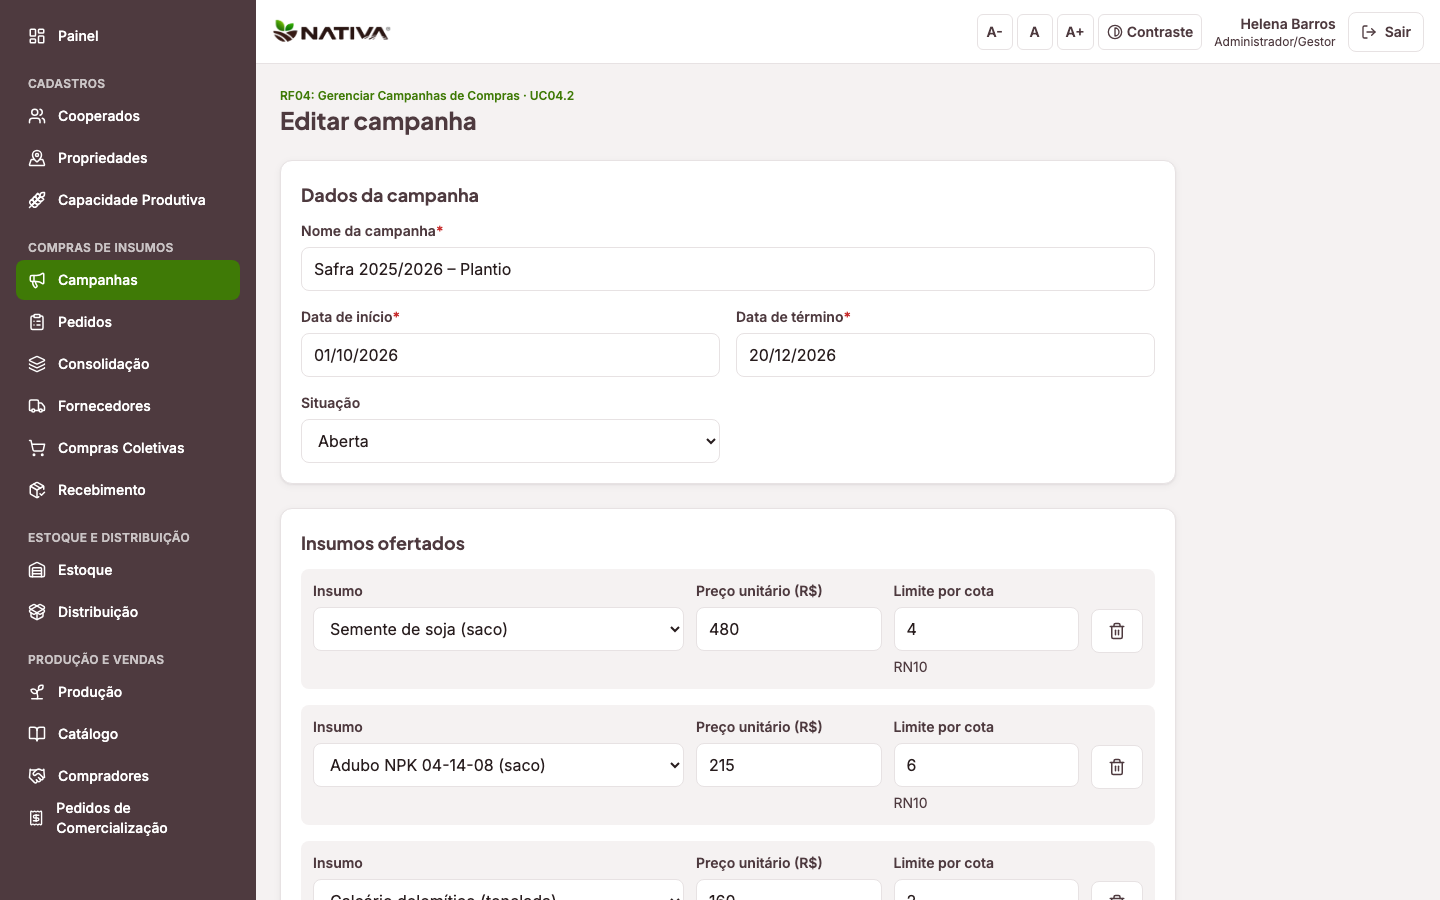 Painel
CADASTROS
Cooperados
Propriedades
Capacidade Produtiva
COMPRAS DE INSUMOS
Campanhas
Pedidos
Consolidação
Fornecedores
Compras Coletivas
Recebimento
ESTOQUE E DISTRIBUIÇÃO
Estoque
Distribuição
PRODUÇÃO E VENDAS
Produção
Catálogo
Compradores
Pedidos de
Comercialização
NATIVA
A- A A+ Contraste
Helena Barros
Administrador/Gestor
Sair
RF04: Gerenciar Campanhas de Compras · UC04.2
Editar campanha
Dados da campanha
Nome da campanha*
Safra 2025/2026 – Plantio
Data de início* Data de término*
01/10/2026 20/12/2026
Situação
Aberta
Insumos ofertados
Insumo Preço unitário (R$) Limite por cota
Semente de soja (saco) 480 4
RN10
Insumo Preço unitário (R$) Limite por cota
Adubo NPK 04-14-08 (saco) 215 6
RN10
Insumo Preço unitário (R$) Limite por cota
Calcário dolomítico (tonelada) 160 2